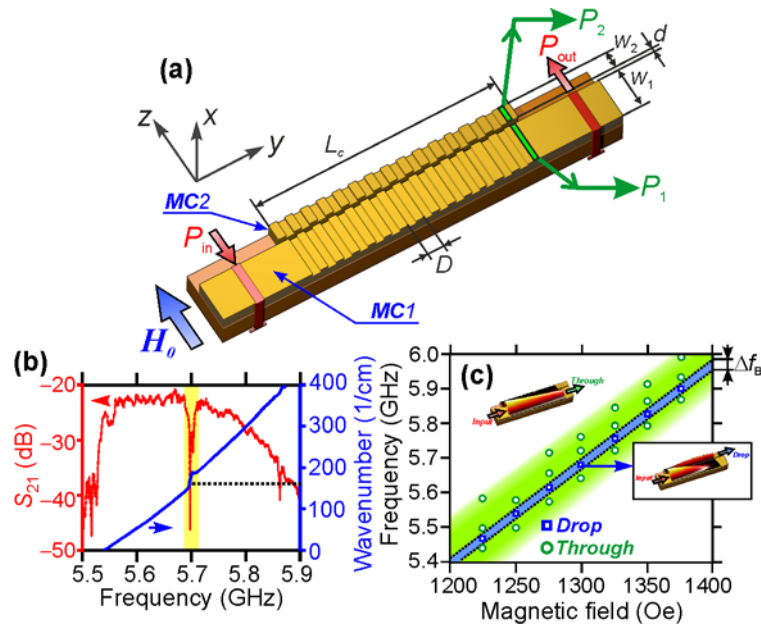 (a)
P₂
P_out
w₂
d
w₁
z
x
y
L_c
P₁
MC2
P_in
D
MC1
H₀
(b)
−20
−30
−40
−50
S₂₁ (dB)
400
300
200
100
0
Wavenumber (1/cm)
5.5 5.6 5.7 5.8 5.9
Frequency (GHz)
(c)
6.0
5.9
5.8
5.7
5.6
5.5
5.4
Frequency (GHz)
Δf_B
Through
Input
Drop
Input
Drop
Through
1200 1250 1300 1350 1400
Magnetic field (Oe)